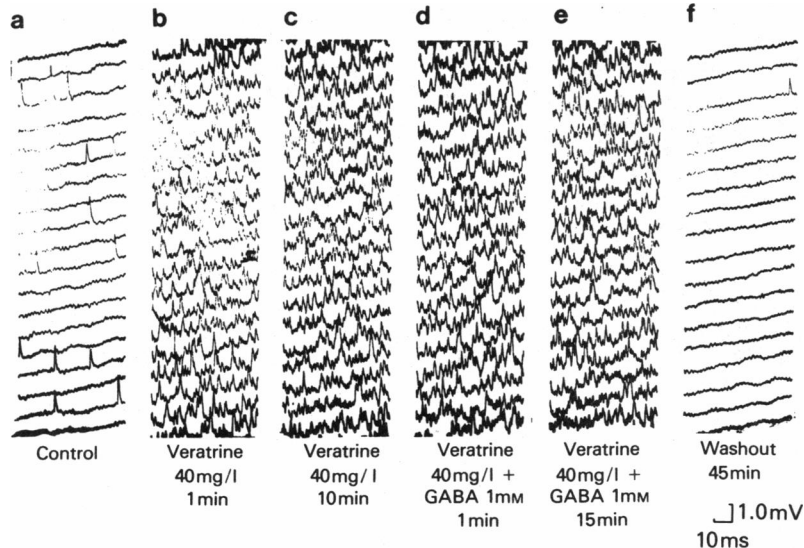 a
b
c
d
e
f
Control
Veratrine
40mg/l
1min
Veratrine
40mg/l
10min
Veratrine
40mg/l +
GABA 1mM
1min
Veratrine
40mg/l +
GABA 1mM
15min
Washout
45min
1.0mV
10ms